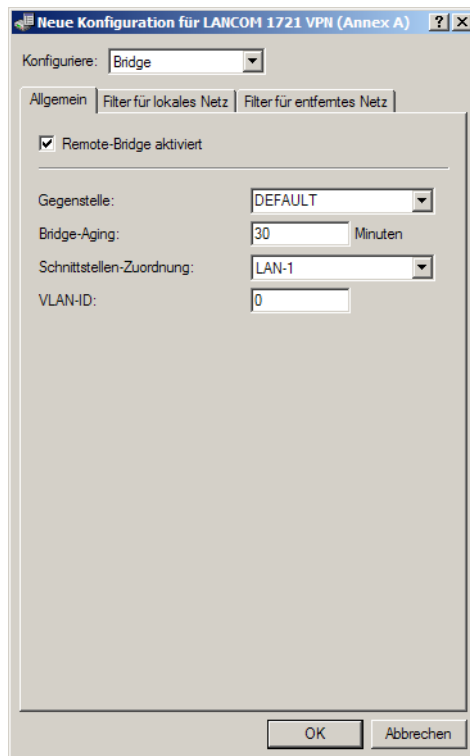 Neue Konfiguration für LANCOM 1721 VPN (Annex A)
Konfiguriere: Bridge
Allgemein Filter für lokales Netz Filter für entferntes Netz
Remote-Bridge aktiviert
Gegenstelle: DEFAULT
Bridge-Aging: 30 Minuten
Schnittstellen-Zuordnung: LAN-1
VLAN-ID: 0
OK Abbrechen